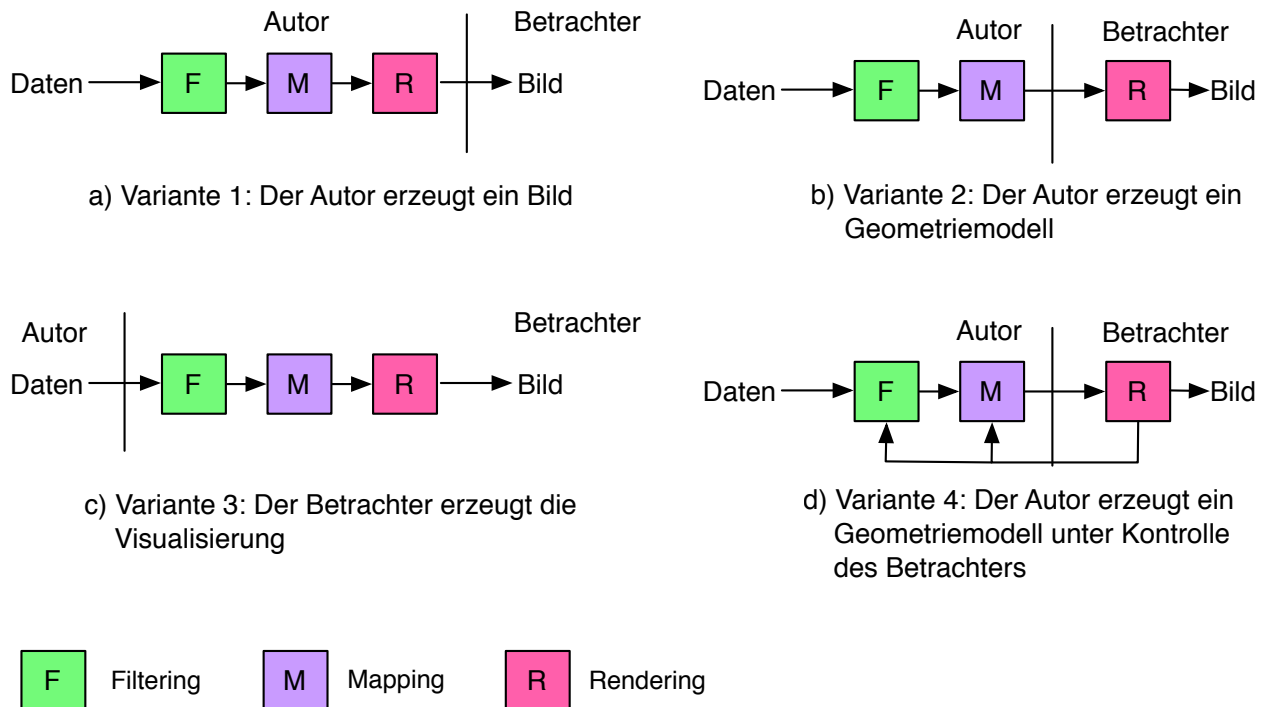 Autor
Betrachter
Daten
F
M
R
Bild
a) Variante 1: Der Autor erzeugt ein Bild
Autor
Betrachter
Daten
F
M
R
Bild
b) Variante 2: Der Autor erzeugt ein
Geometriemodell
Autor
Betrachter
Daten
F
M
R
Bild
c) Variante 3: Der Betrachter erzeugt die
Visualisierung
Autor
Betrachter
Daten
F
M
R
Bild
d) Variante 4: Der Autor erzeugt ein
Geometriemodell unter Kontrolle
des Betrachters
F
Filtering
M
Mapping
R
Rendering